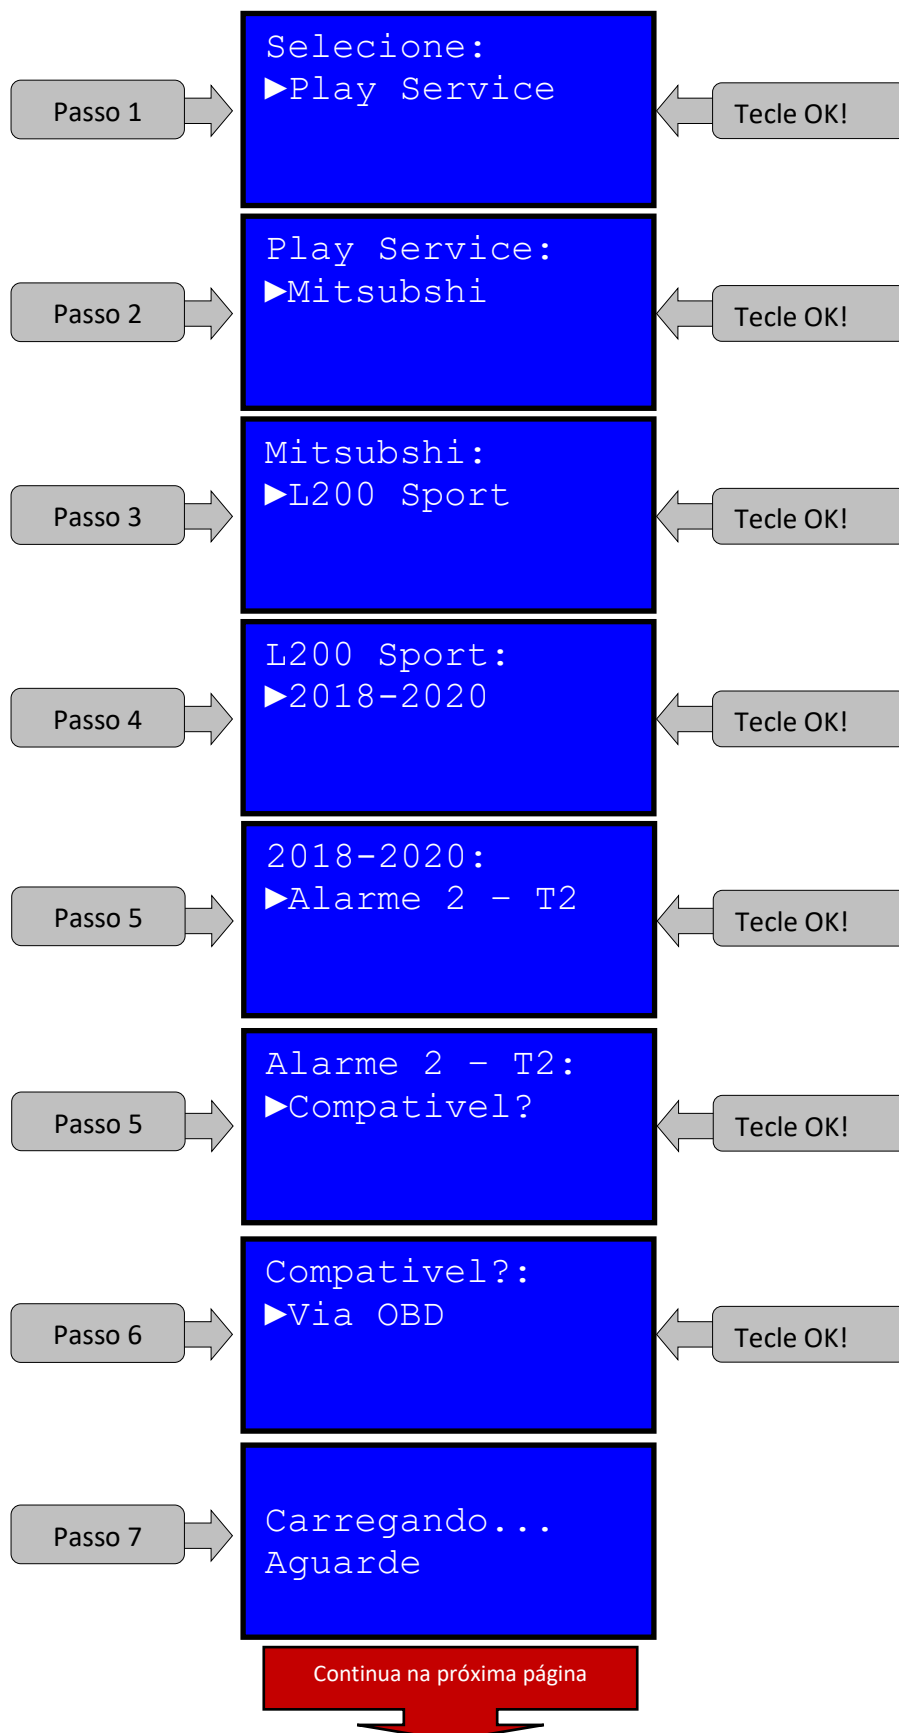 Selecione:
►Play Service
Passo 1
Tecle OK!
Play Service:
►Mitsubshi
Passo 2
Tecle OK!
Mitsubshi:
►L200 Sport
Passo 3
Tecle OK!
L200 Sport:
►2018-2020
Passo 4
Tecle OK!
2018-2020:
►Alarme 2 – T2
Passo 5
Tecle OK!
Alarme 2 – T2:
►Compativel?
Passo 5
Tecle OK!
Compativel?:
►Via OBD
Passo 6
Tecle OK!
Passo 7
Carregando...
Aguarde
Continua na próxima página